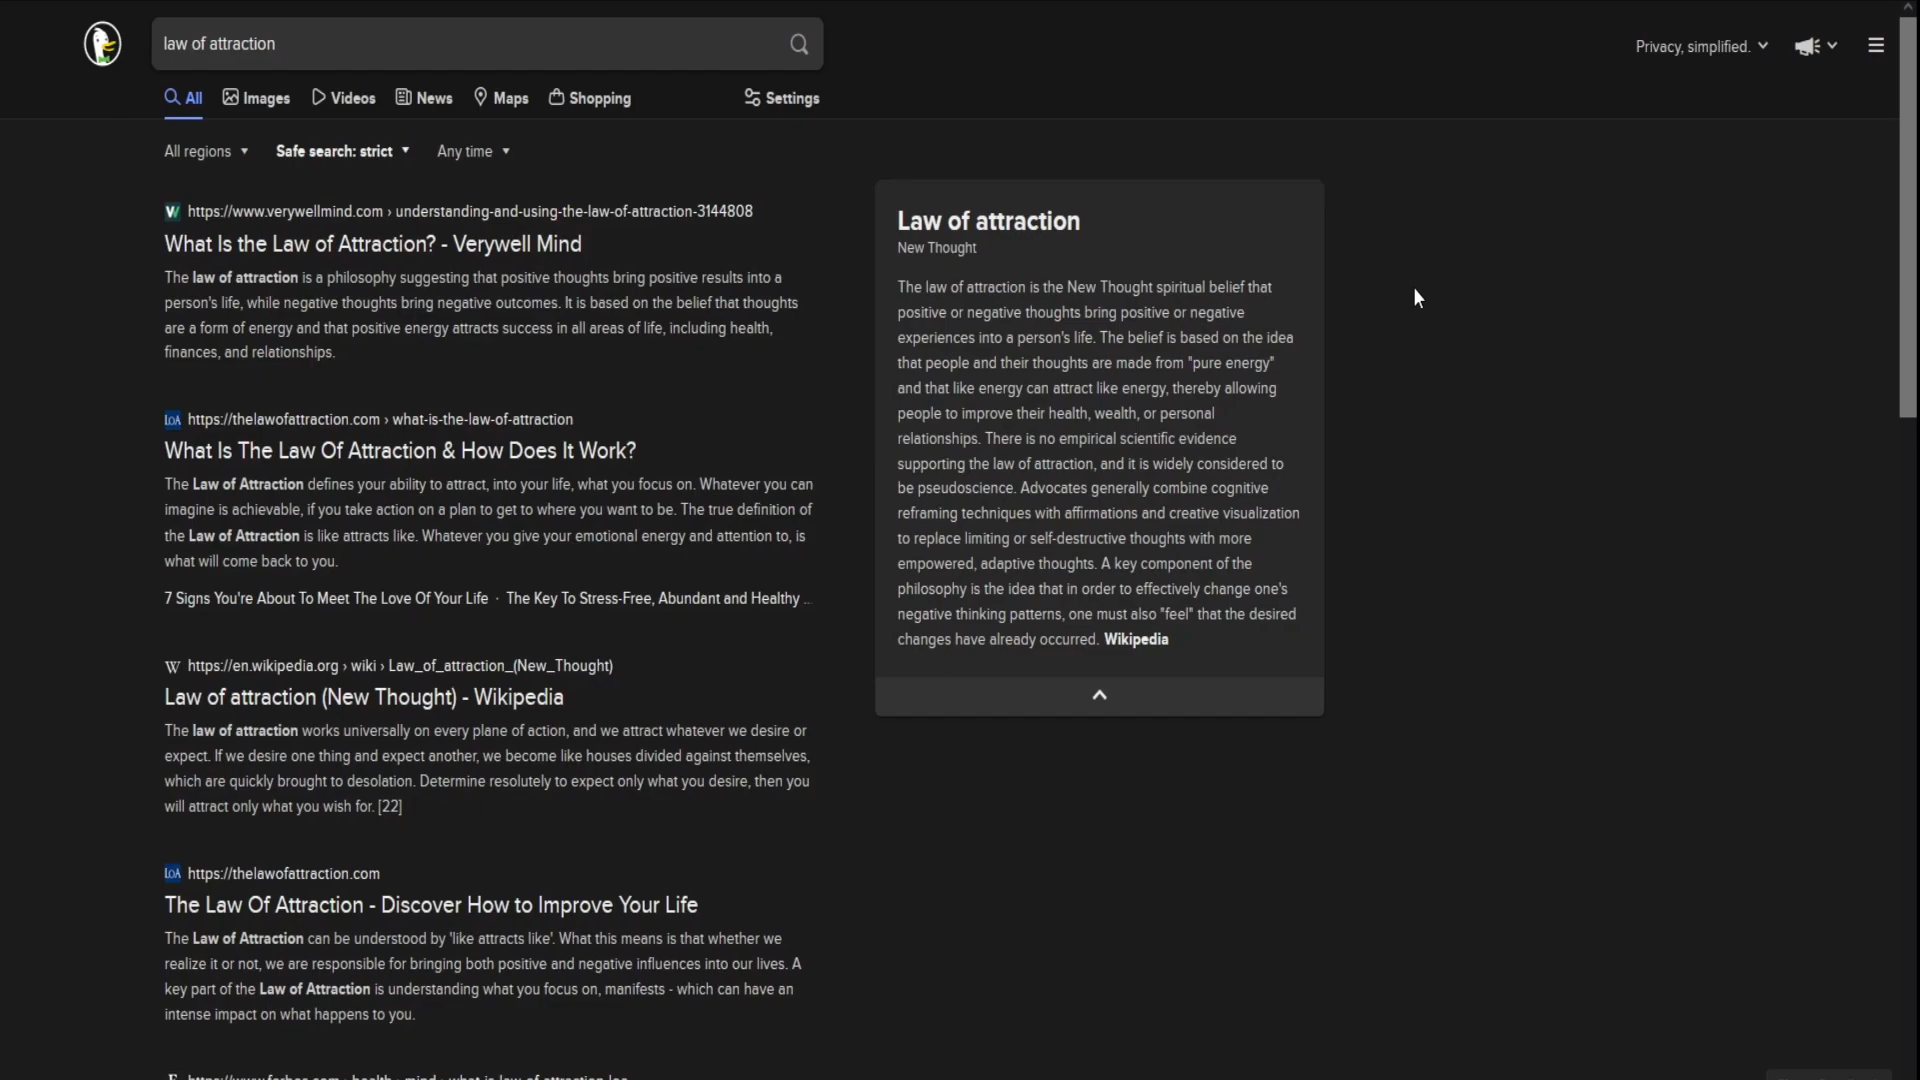 law of attraction
Privacy, simplified.
All
Images
Videos
News
Maps
Shopping
Settings
All regions
Safe search: strict
Any time
https://www.verywellmind.com › understanding-and-using-the-law-of-attraction-3144808
What Is the Law of Attraction? - Verywell Mind
The law of attraction is a philosophy suggesting that positive thoughts bring positive results into a
person's life, while negative thoughts bring negative outcomes. It is based on the belief that thoughts
are a form of energy and that positive energy attracts success in all areas of life, including health,
finances, and relationships.
LOA https://thelawofattraction.com › what-is-the-law-of-attraction
What Is The Law Of Attraction & How Does It Work?
The Law of Attraction defines your ability to attract, into your life, what you focus on. Whatever you can
imagine is achievable, if you take action on a plan to get to where you want to be. The true definition of
the Law of Attraction is like attracts like. Whatever you give your emotional energy and attention to, is
what will come back to you.
7 Signs You're About To Meet The Love Of Your Life · The Key To Stress-Free, Abundant and Healthy ...
W https://en.wikipedia.org › wiki › Law_of_attraction_(New_Thought)
Law of attraction (New Thought) - Wikipedia
The law of attraction works universally on every plane of action, and we attract whatever we desire or
expect. If we desire one thing and expect another, we become like houses divided against themselves,
which are quickly brought to desolation. Determine resolutely to expect only what you desire, then you
will attract only what you wish for. [22]
LOA https://thelawofattraction.com
The Law Of Attraction - Discover How to Improve Your Life
The Law of Attraction can be understood by 'like attracts like'. What this means is that whether we
realize it or not, we are responsible for bringing both positive and negative influences into our lives. A
key part of the Law of Attraction is understanding what you focus on, manifests - which can have an
intense impact on what happens to you.
Law of attraction
New Thought
The law of attraction is the New Thought spiritual belief that
positive or negative thoughts bring positive or negative
experiences into a person's life. The belief is based on the idea
that people and their thoughts are made from "pure energy"
and that like energy can attract like energy, thereby allowing
people to improve their health, wealth, or personal
relationships. There is no empirical scientific evidence
supporting the law of attraction, and it is widely considered to
be pseudoscience. Advocates generally combine cognitive
reframing techniques with affirmations and creative visualization
to replace limiting or self-destructive thoughts with more
empowered, adaptive thoughts. A key component of the
philosophy is the idea that in order to effectively change one's
negative thinking patterns, one must also "feel" that the desired
changes have already occurred. Wikipedia